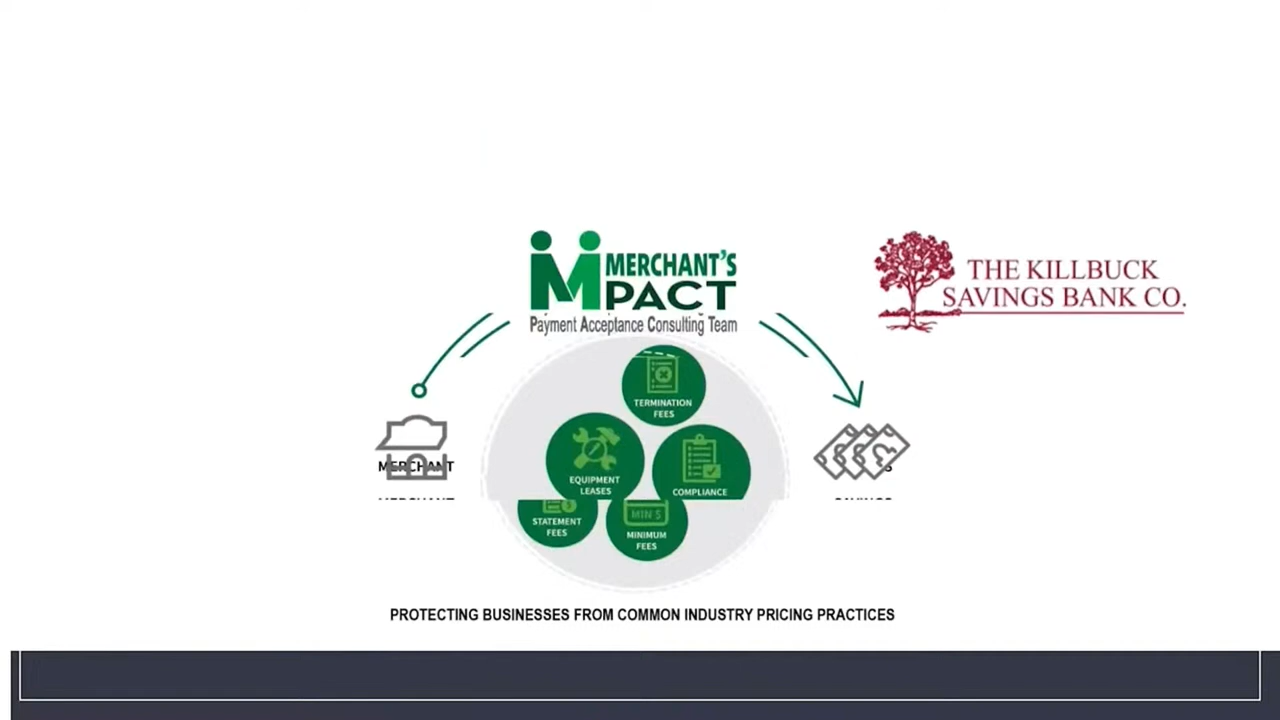 MERCHANT'S
PACT
Payment Acceptance Consulting Team
THE KILLBUCK
SAVINGS BANK CO.
TERMINATION
FEES
EQUIPMENT
LEASES
COMPLIANCE
MERCHANT
STATEMENT
FEES
MIN $
MINIMUM
FEES
PROTECTING BUSINESSES FROM COMMON INDUSTRY PRICING PRACTICES